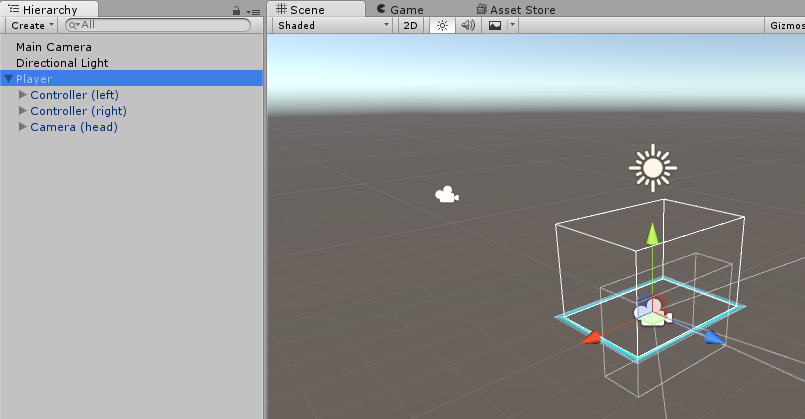 Hierarchy
Create All
Main Camera
Directional Light
Player
Controller (left)
Controller (right)
Camera (head)
Scene Game Asset Store
Shaded 2D Gizmos